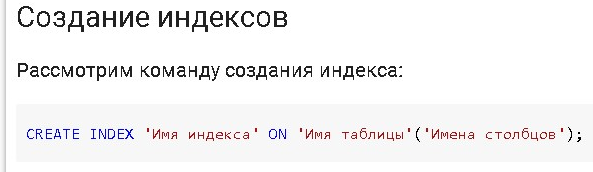 Создание индексов
Рассмотрим команду создания индекса:
CREATE INDEX 'Имя индекса' ON 'Имя таблицы'('Имена столбцов');